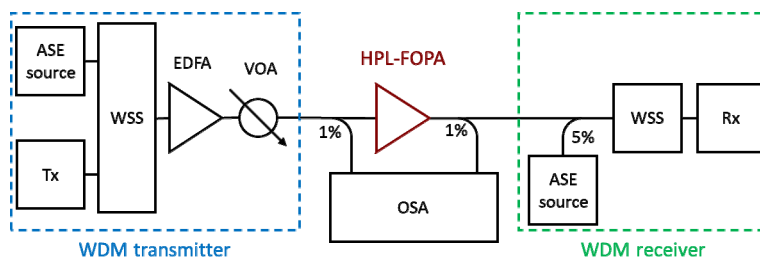 ASE
source
Tx
WSS
EDFA
VOA
WDM transmitter
1%
HPL-FOPA
1%
OSA
5%
ASE
source
WSS
Rx
WDM receiver